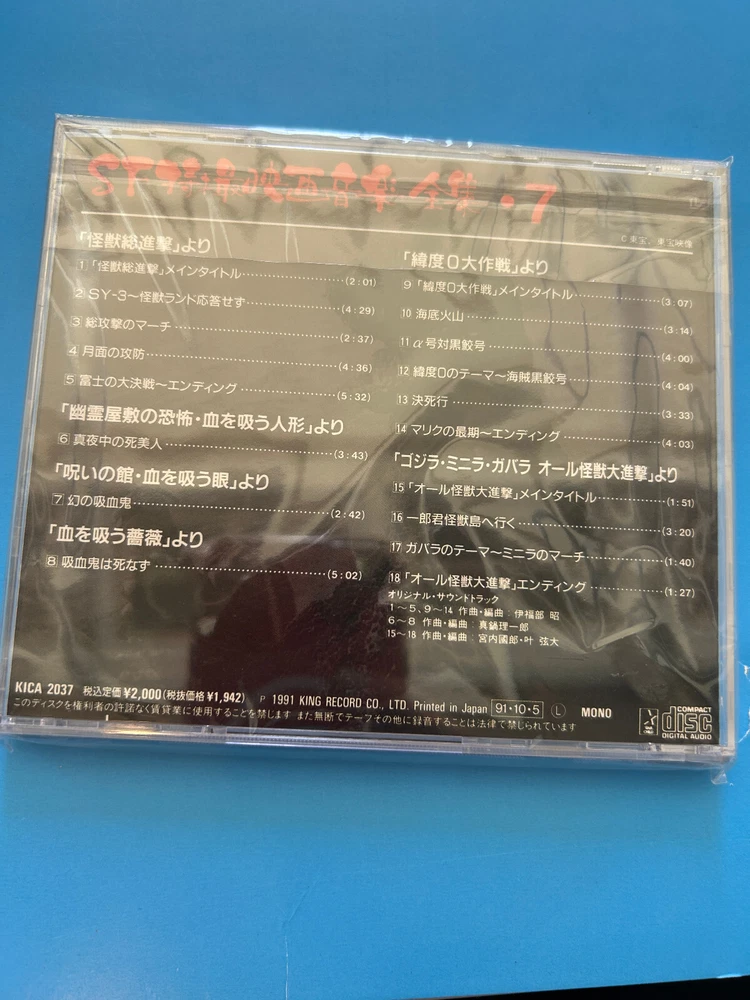 SF特撮映画音楽全集・7
©東宝、東宝映像
「怪獣総進撃」より
1 「怪獣総進撃」メインタイトル……(2:01)
2 SY-3〜怪獣ランド応答せず……(4:29)
3 総攻撃のマーチ……(2:37)
4 月面の攻防……(4:36)
5 富士の大決戦〜エンディング……(5:32)
「幽霊屋敷の恐怖・血を吸う人形」より
6 真夜中の死美人……(3:43)
「呪いの館・血を吸う眼」より
7 幻の吸血鬼……(2:42)
「血を吸う薔薇」より
8 吸血鬼は死なず……(5:02)
「緯度0大作戦」より
9 「緯度0大作戦」メインタイトル……(3:07)
10 海底火山……(3:14)
11 α号対黒鮫号……(4:00)
12 緯度0のテーマ〜海賊黒鮫号……(4:04)
13 決死行……(3:33)
14 マリクの最期〜エンディング……(4:03)
「ゴジラ・ミニラ・ガバラ オール怪獣大進撃」より
15 「オール怪獣大進撃」メインタイトル……(1:51)
16 一郎君怪獣島へ行く……(3:20)
17 ガバラのテーマ〜ミニラのマーチ……(1:40)
18 「オール怪獣大進撃」エンディング……(1:27)
オリジナル・サウンドトラック
1〜5、9〜14 作曲・編曲：伊福部 昭
6〜8 作曲・編曲：真鍋理一郎
15〜18 作曲・編曲：宮内國郎・叶 弦大
KICA 2037 税込定価¥2,000(税抜価格¥1,942) ℗ 1991 KING RECORD CO., LTD. Printed in Japan 91・10・5 Ⓛ MONO
このディスクを権利者の許諾なく賃貸業に使用することを禁じます また無断でテープその他に録音することは法律で禁じられています
COMPACT
disc
DIGITAL AUDIO